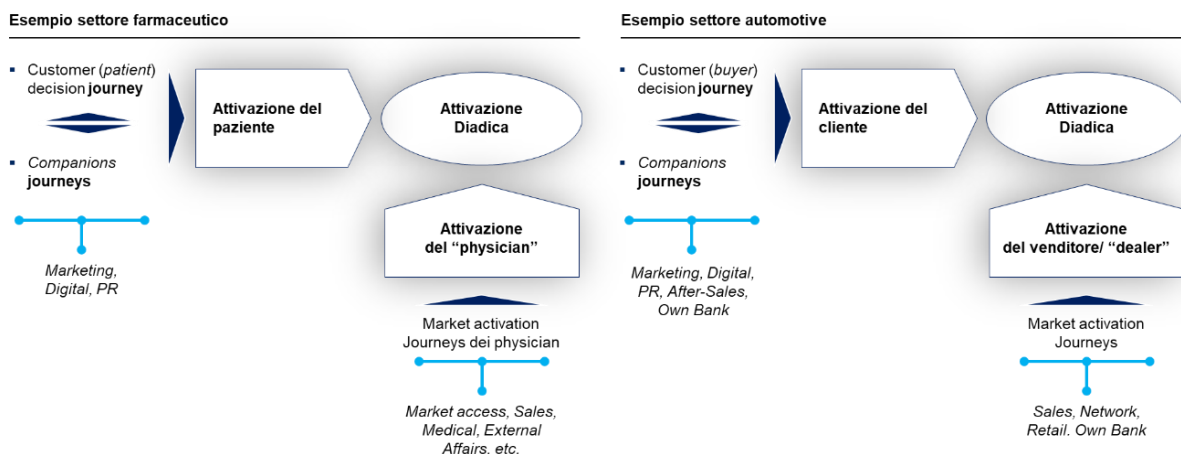 Esempio settore farmaceutico
Customer (patient)
decision journey
Companions
journeys
Marketing,
Digital, PR
Attivazione del
paziente
Attivazione
Diadica
Attivazione
del “physician”
Market activation
Journeys dei physician
Market access, Sales,
Medical, External
Affairs, etc.
Esempio settore automotive
Customer (buyer)
decision journey
Companions
journeys
Marketing, Digital,
PR, After-Sales,
Own Bank
Attivazione del
cliente
Attivazione
Diadica
Attivazione
del venditore/ “dealer”
Market activation
Journeys
Sales, Network,
Retail. Own Bank